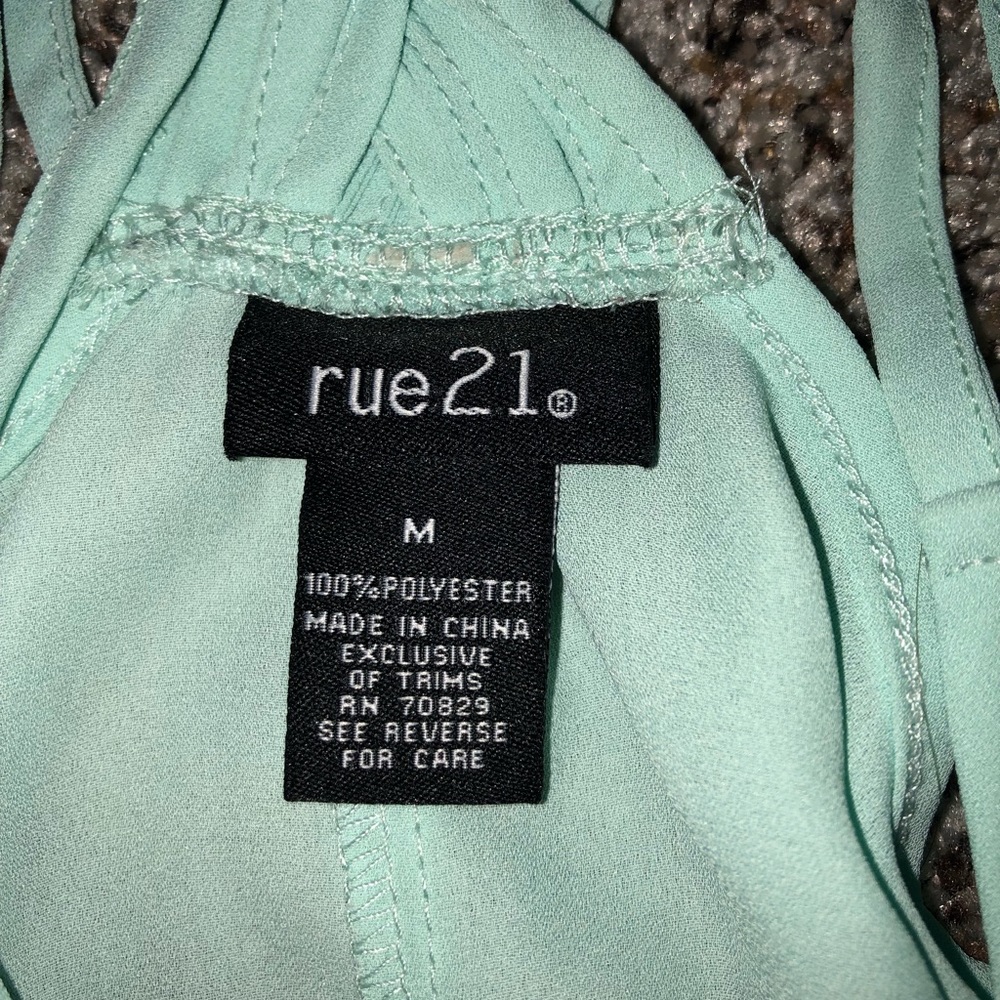 rue21®
M
100%POLYESTER
MADE IN CHINA
EXCLUSIVE
OF TRIMS
RN 70829
SEE REVERSE
FOR CARE